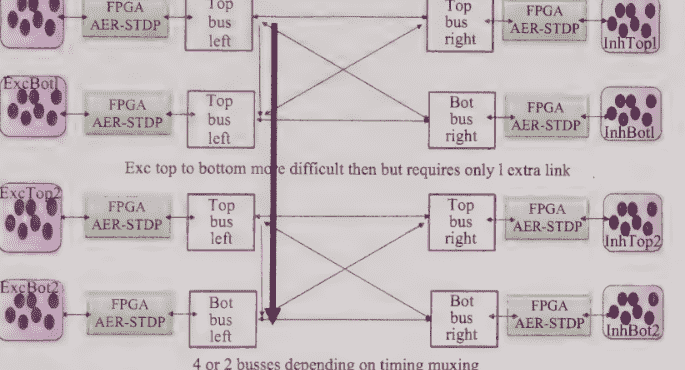 FPGA
AER-STDP
Top
bus
left
Top
bus
right
FPGA
AER-STDP
InhTop1
ExcBot1
FPGA
AER-STDP
Top
bus
left
Bot
bus
right
FPGA
AER-STDP
InhBot1
Exc top to bottom more difficult then but requires only 1 extra link
ExcTop2
FPGA
AER-STDP
Top
bus
left
Top
bus
right
FPGA
AER-STDP
InhTop2
ExcBot2
FPGA
AER-STDP
Bot
bus
left
Bot
bus
right
FPGA
AER-STDP
InhBot2
4 or 2 busses depending on timing muxing